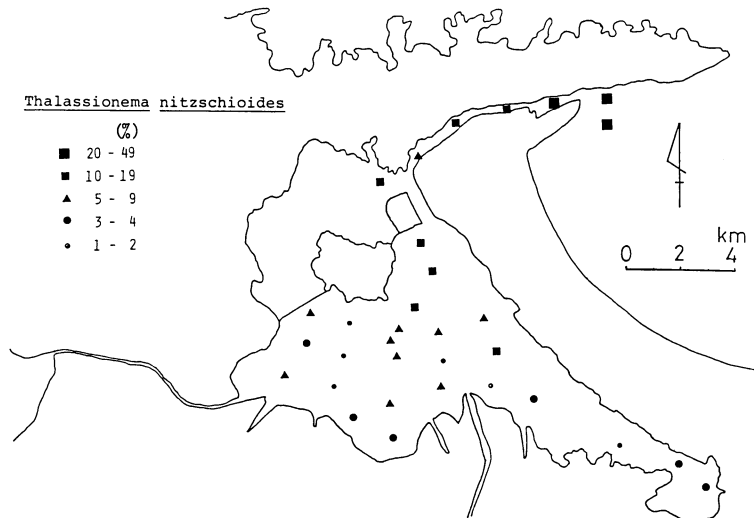 Thalassionema nitzschioides
(%)
20 - 49
10 - 19
5 - 9
3 - 4
1 - 2
km
0 2 4